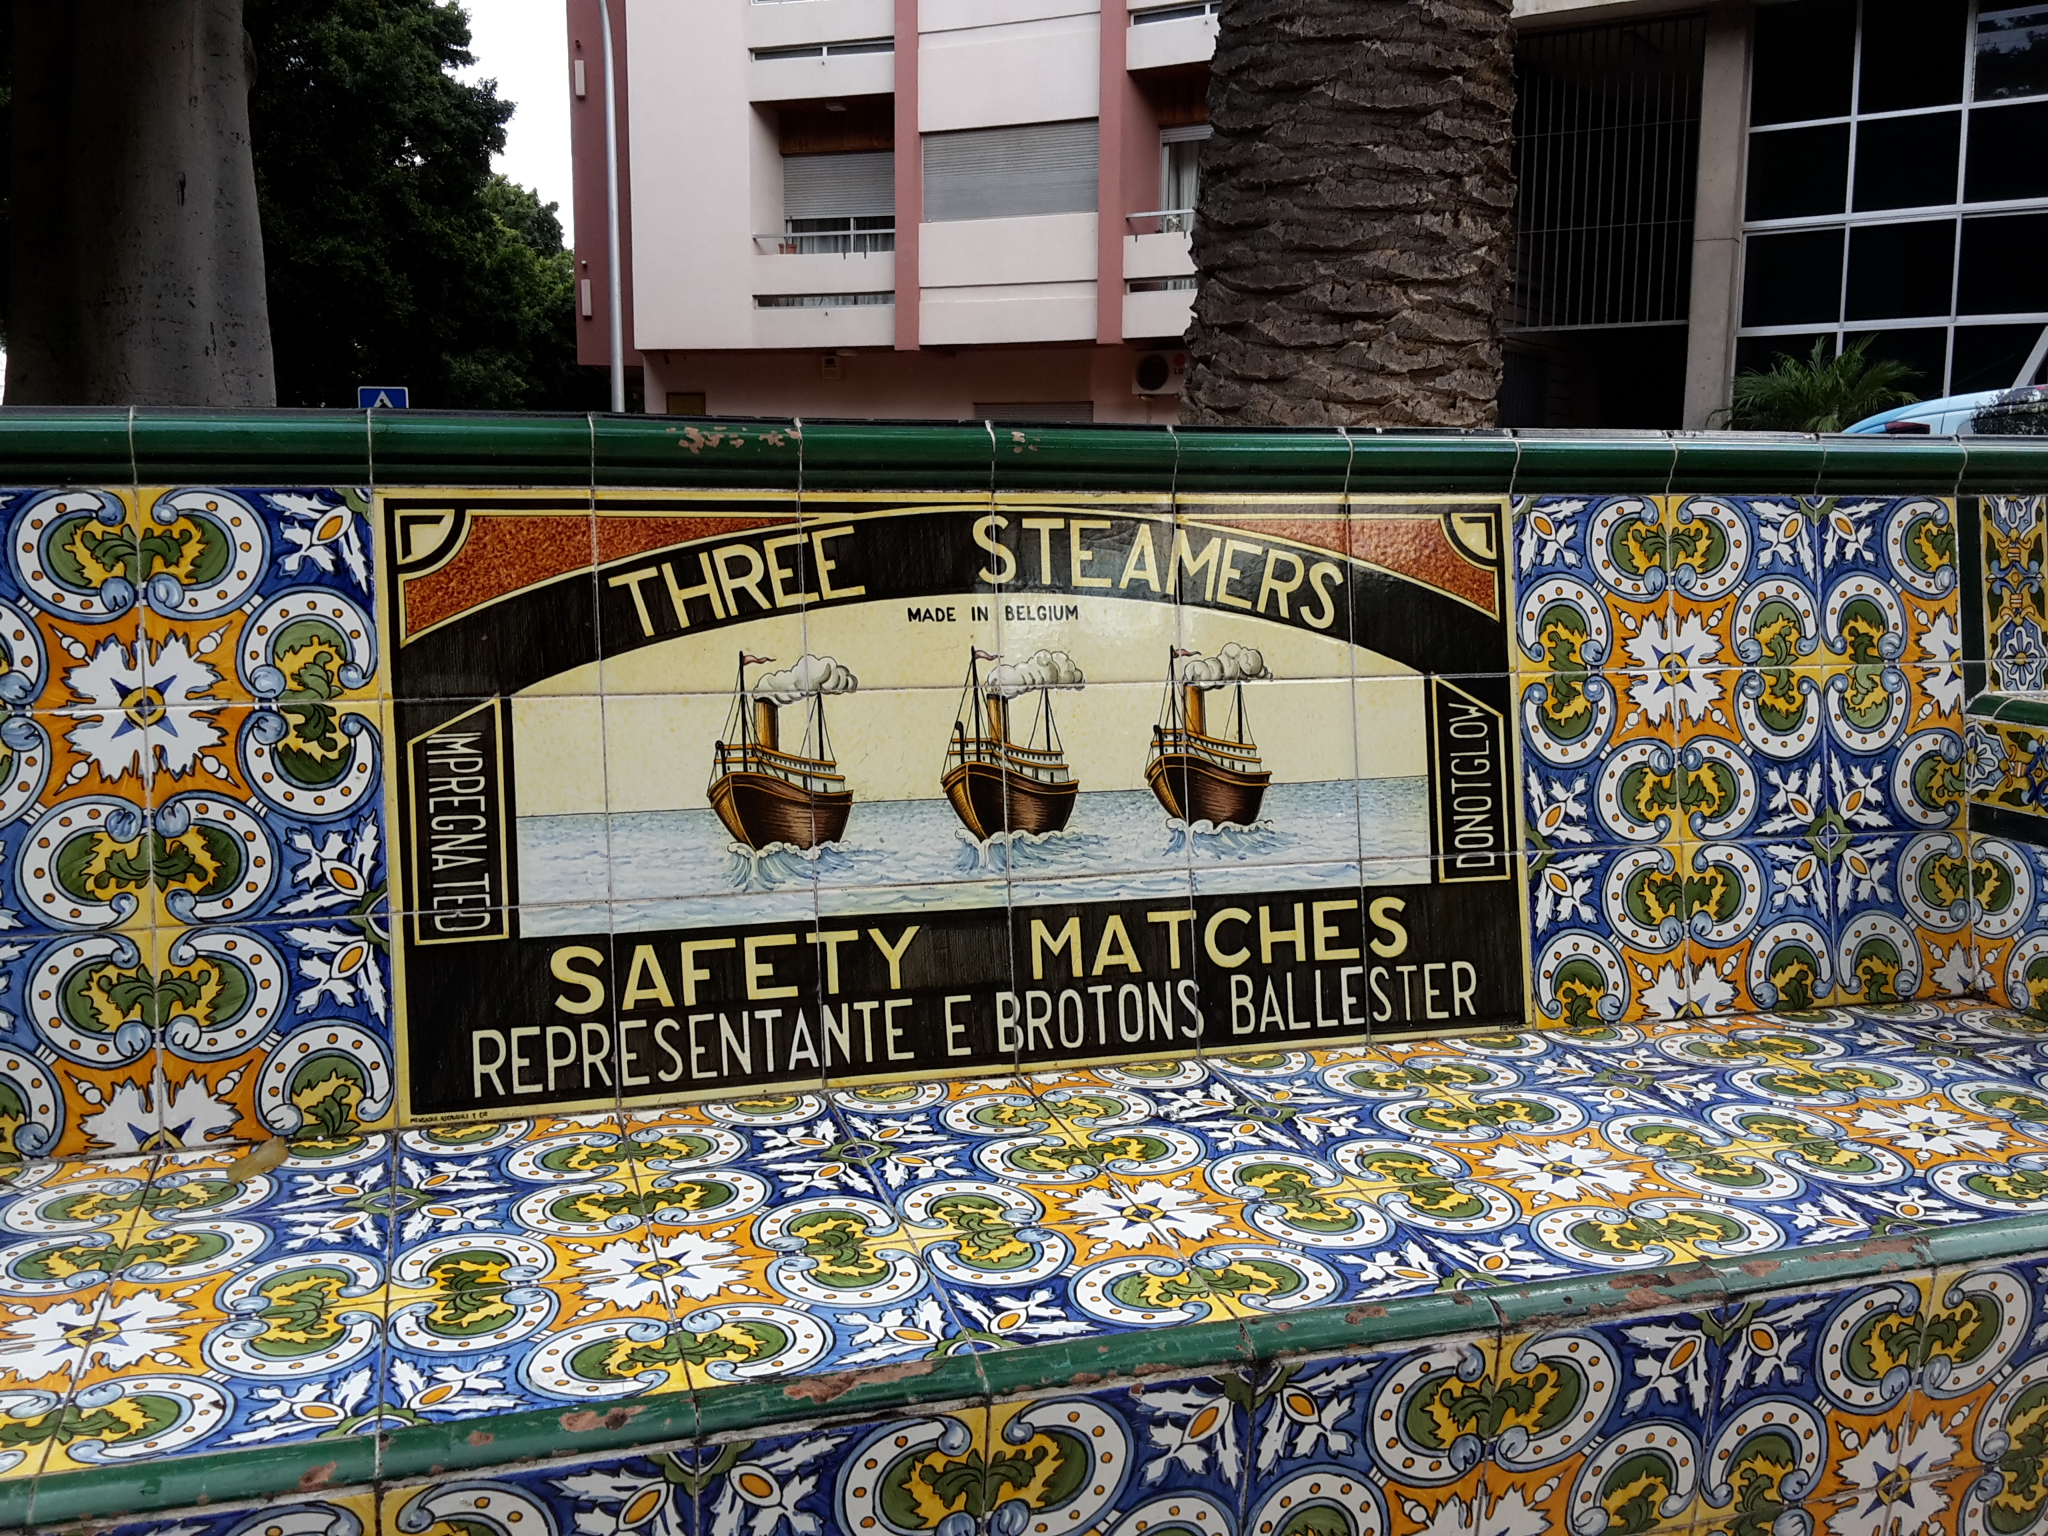 THREE STEAMERS
MADE IN BELGIUM
IMPREGNATED
DONOTGLOW
SAFETY MATCHES
REPRESENTANTE E BROTONS BALLESTER